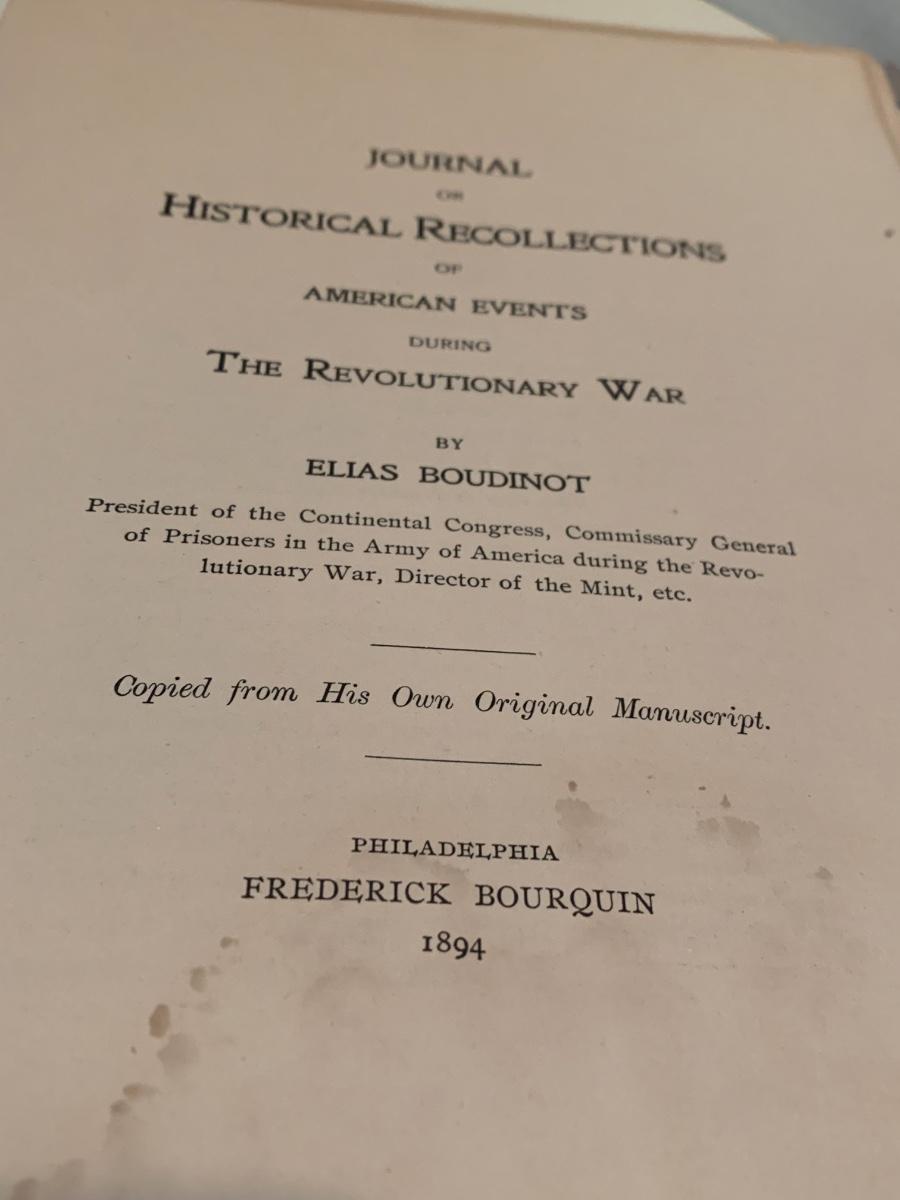 JOURNAL
OR
HISTORICAL RECOLLECTIONS
OF
AMERICAN EVENTS
DURING
THE REVOLUTIONARY WAR
BY
ELIAS BOUDINOT
President of the Continental Congress, Commissary General
of Prisoners in the Army of America during the Revo-
lutionary War, Director of the Mint, etc.
Copied from His Own Original Manuscript.
PHILADELPHIA
FREDERICK BOURQUIN
1894